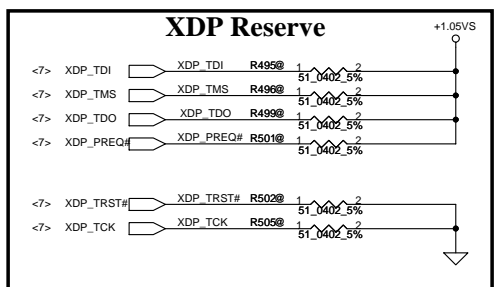 XDP Reserve
+1.05VS
<7> XDP_TDI XDP_TDI R495@ 1 2
51_0402_5%
<7> XDP_TMS XDP_TMS R496@ 1 2
51_0402_5%
<7> XDP_TDO XDP_TDO R499@ 1 2
51_0402_5%
<7> XDP_PREQ# XDP_PREQ# R501@ 1 2
51_0402_5%
<7> XDP_TRST# XDP_TRST# R502@ 1 2
51_0402_5%
<7> XDP_TCK XDP_TCK R505@ 1 2
51_0402_5%